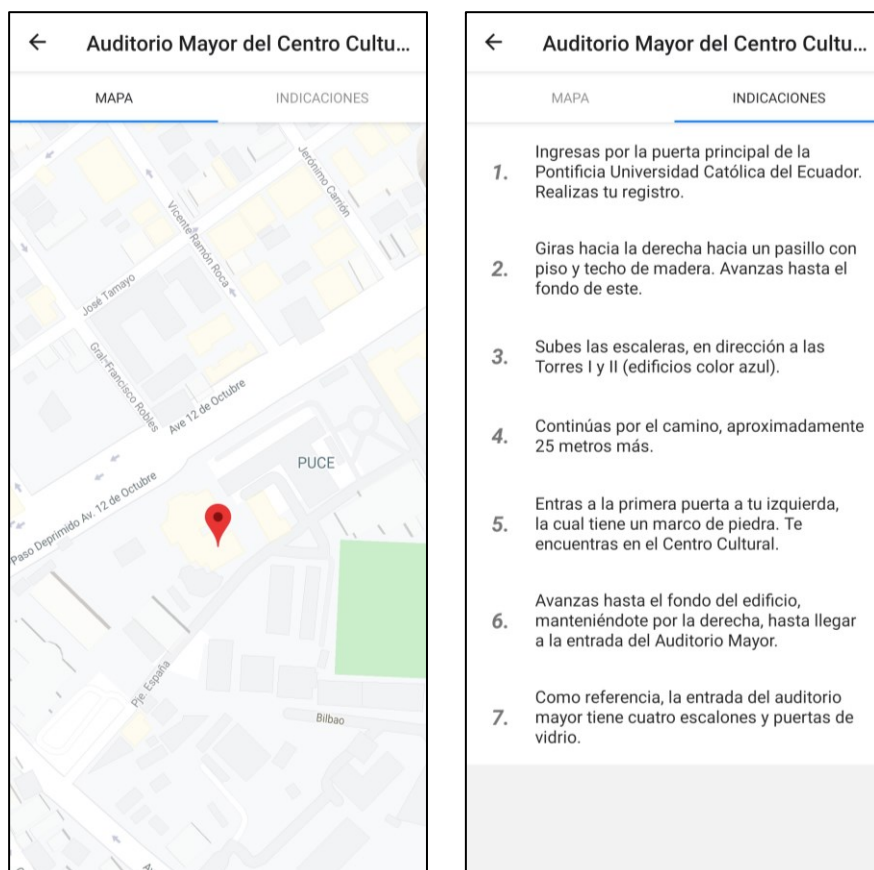 Auditorio Mayor del Centro Cultu...
MAPA
INDICACIONES
Jerónimo Carrión
Vicente Ramón Roca
José Tamayo
Gral. Francisco Robles
Ave 12 de Octubre
PUCE
Paso Deprimido Av. 12 de Octubre
Pje. España
Bilbao
Auditorio Mayor del Centro Cultu...
MAPA
INDICACIONES
1. Ingresas por la puerta principal de la
Pontificia Universidad Católica del Ecuador.
Realizas tu registro.
2. Giras hacia la derecha hacia un pasillo con
piso y techo de madera. Avanzas hasta el
fondo de este.
3. Subes las escaleras, en dirección a las
Torres I y II (edificios color azul).
4. Continúas por el camino, aproximadamente
25 metros más.
5. Entras a la primera puerta a tu izquierda,
la cual tiene un marco de piedra. Te
encuentras en el Centro Cultural.
6. Avanzas hasta el fondo del edificio,
manteniéndote por la derecha, hasta llegar
a la entrada del Auditorio Mayor.
7. Como referencia, la entrada del auditorio
mayor tiene cuatro escalones y puertas de
vidrio.